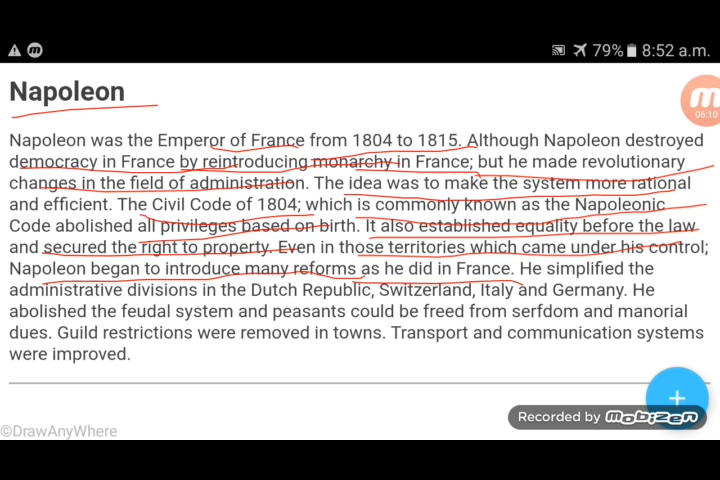 79% 8:52 a.m.
Napoleon
06:10
Napoleon was the Emperor of France from 1804 to 1815. Although Napoleon destroyed
democracy in France by reintroducing monarchy in France; but he made revolutionary
changes in the field of administration. The idea was to make the system more rational
and efficient. The Civil Code of 1804; which is commonly known as the Napoleonic
Code abolished all privileges based on birth. It also established equality before the law
and secured the right to property. Even in those territories which came under his control;
Napoleon began to introduce many reforms as he did in France. He simplified the
administrative divisions in the Dutch Republic, Switzerland, Italy and Germany. He
abolished the feudal system and peasants could be freed from serfdom and manorial
dues. Guild restrictions were removed in towns. Transport and communication systems
were improved.
Recorded by mobizen
©DrawAnyWhere